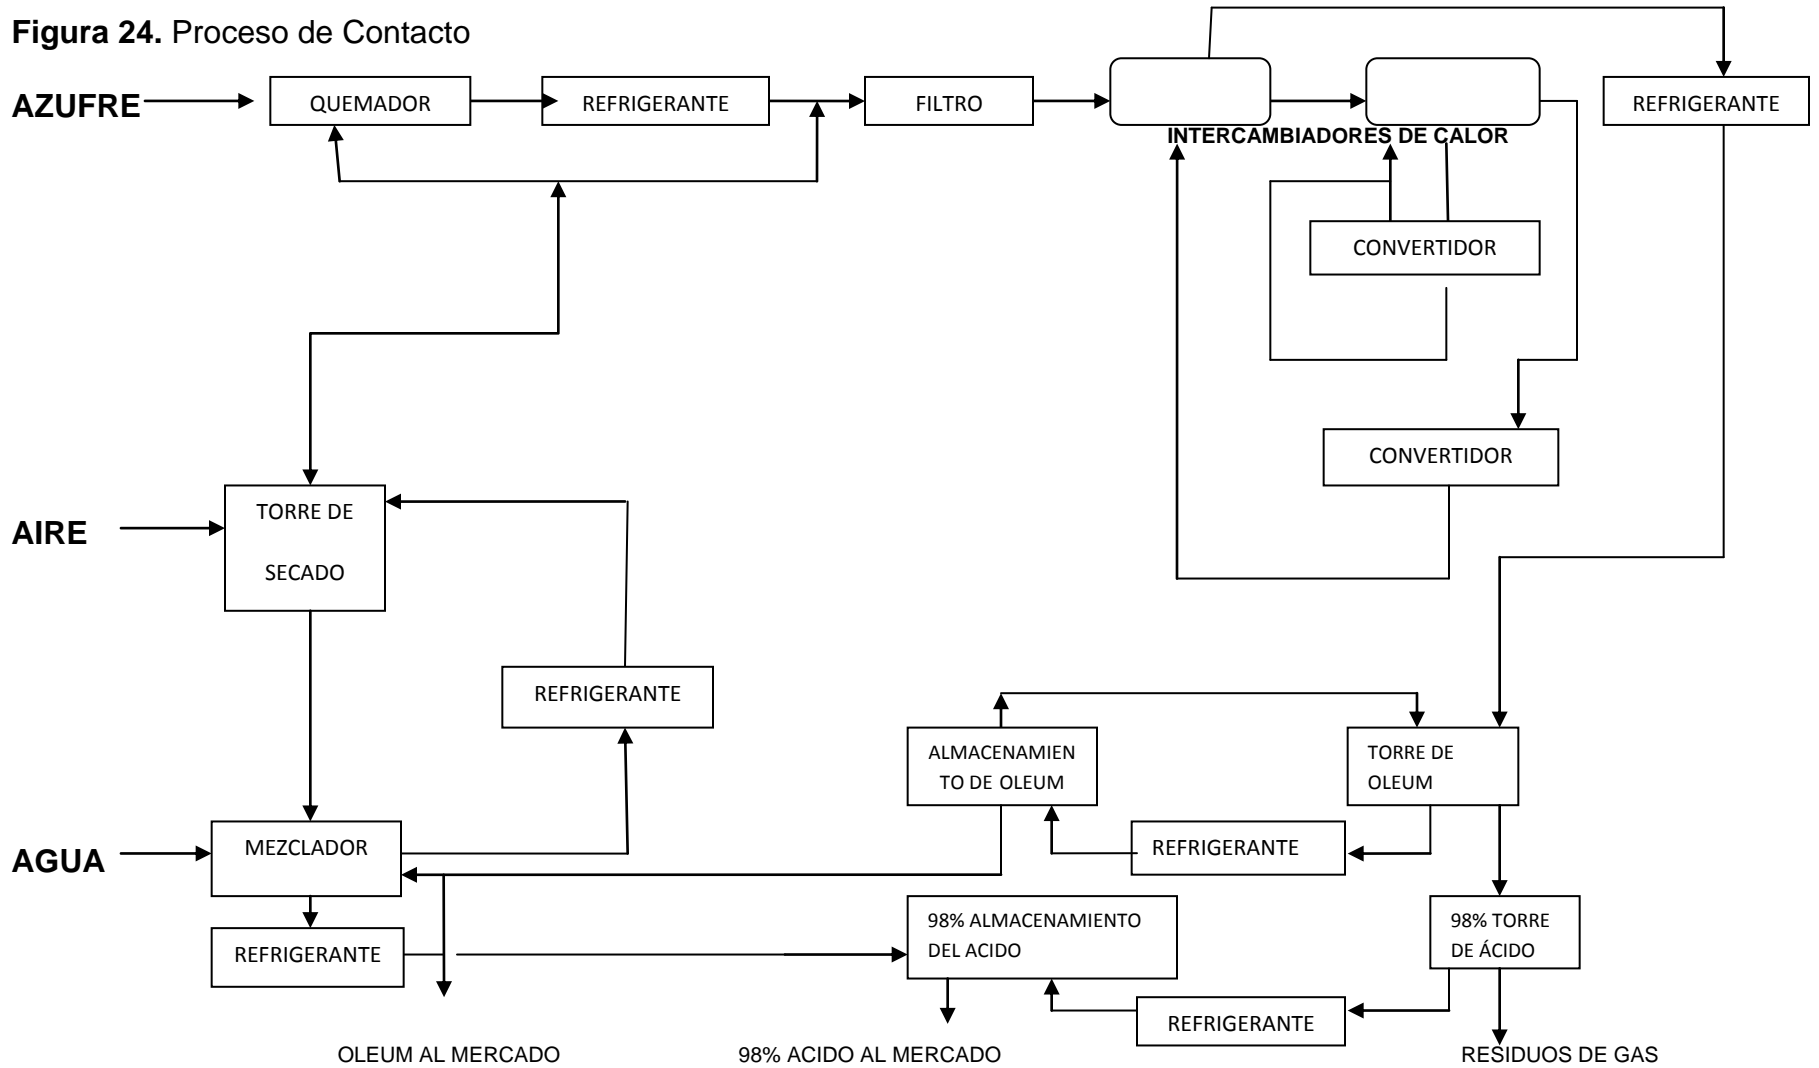 Figura 24. Proceso de Contacto
AZUFRE
QUEMADOR
REFRIGERANTE
FILTRO
REFRIGERANTE
INTERCAMBIADORES DE CALOR
CONVERTIDOR
CONVERTIDOR
AIRE
TORRE DE
SECADO
REFRIGERANTE
ALMACENAMIEN
TO DE OLEUM
TORRE DE
OLEUM
AGUA
MEZCLADOR
REFRIGERANTE
REFRIGERANTE
98% ALMACENAMIENTO
DEL ACIDO
98% TORRE
DE ÁCIDO
REFRIGERANTE
OLEUM AL MERCADO
98% ACIDO AL MERCADO
RESIDUOS DE GAS